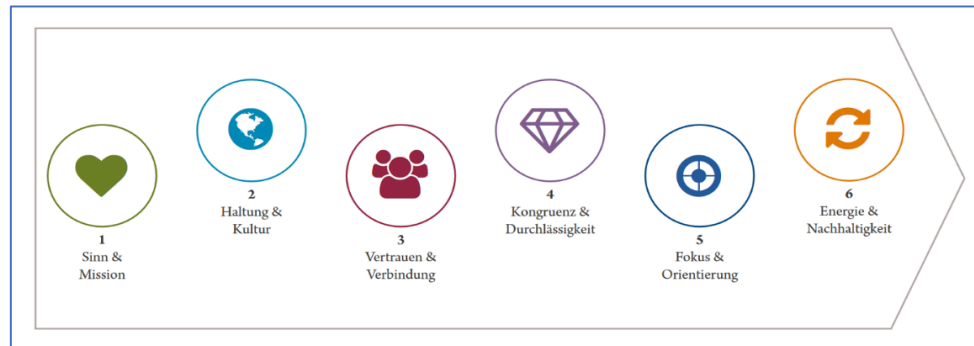 1
Sinn &
Mission
2
Haltung &
Kultur
3
Vertrauen &
Verbindung
4
Kongruenz &
Durchlässigkeit
5
Fokus &
Orientierung
6
Energie &
Nachhaltigkeit